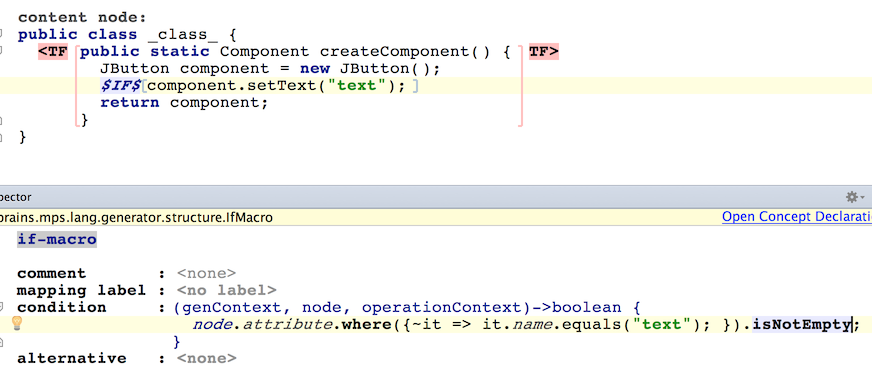 content node:
public class _class_ {
<TF public static Component createComponent() { TF>
JButton component = new JButton();
$IF$[component.setText("text"); ]
return component;
}
}
pector
brains.mps.lang.generator.structure.IfMacro Open Concept Declarati
if-macro
comment : <none>
mapping label : <no label>
condition : (genContext, node, operationContext)->boolean {
node.attribute.where({~it => it.name.equals("text"); }).isNotEmpty;
}
alternative : <none>